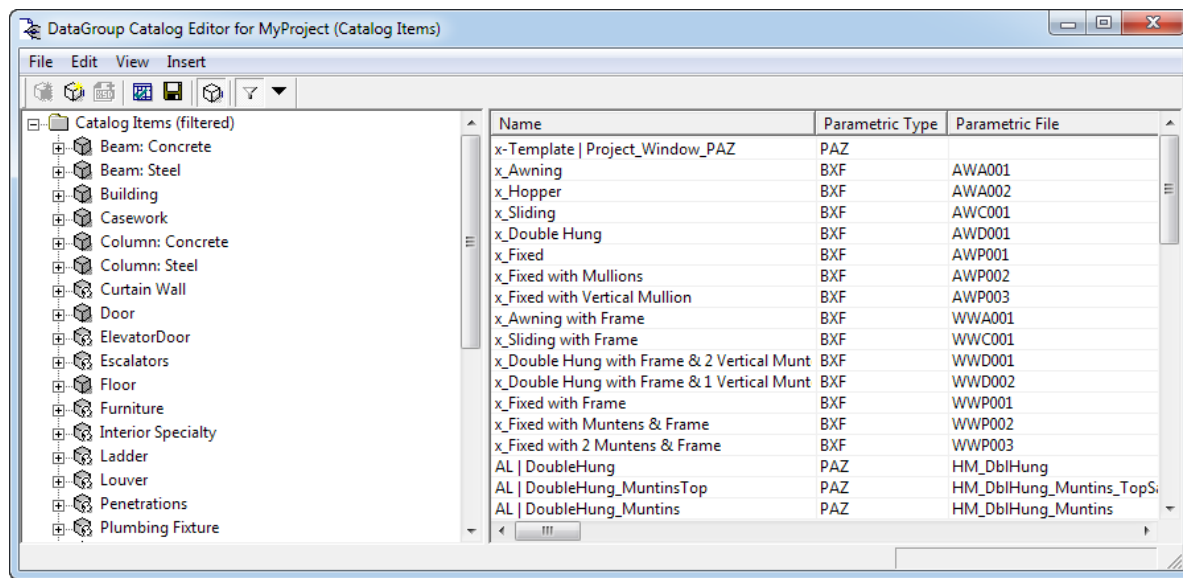 DataGroup Catalog Editor for MyProject (Catalog Items)
File Edit View Insert
Catalog Items (filtered)
Beam: Concrete
Beam: Steel
Building
Casework
Column: Concrete
Column: Steel
Curtain Wall
Door
ElevatorDoor
Escalators
Floor
Furniture
Interior Specialty
Ladder
Louver
Penetrations
Plumbing Fixture
Name Parametric Type Parametric File
x-Template | Project_Window_PAZ PAZ
x_Awning BXF AWA001
x_Hopper BXF AWA002
x_Sliding BXF AWC001
x_Double Hung BXF AWD001
x_Fixed BXF AWP001
x_Fixed with Mullions BXF AWP002
x_Fixed with Vertical Mullion BXF AWP003
x_Awning with Frame BXF WWA001
x_Sliding with Frame BXF WWC001
x_Double Hung with Frame & 2 Vertical Munt BXF WWD001
x_Double Hung with Frame & 1 Vertical Munt BXF WWD002
x_Fixed with Frame BXF WWP001
x_Fixed with Muntens & Frame BXF WWP002
x_Fixed with 2 Muntens & Frame BXF WWP003
AL | DoubleHung PAZ HM_DblHung
AL | DoubleHung_MuntinsTop PAZ HM_DblHung_Muntins_TopSa
AL | DoubleHung_Muntins PAZ HM_DblHung_Muntins